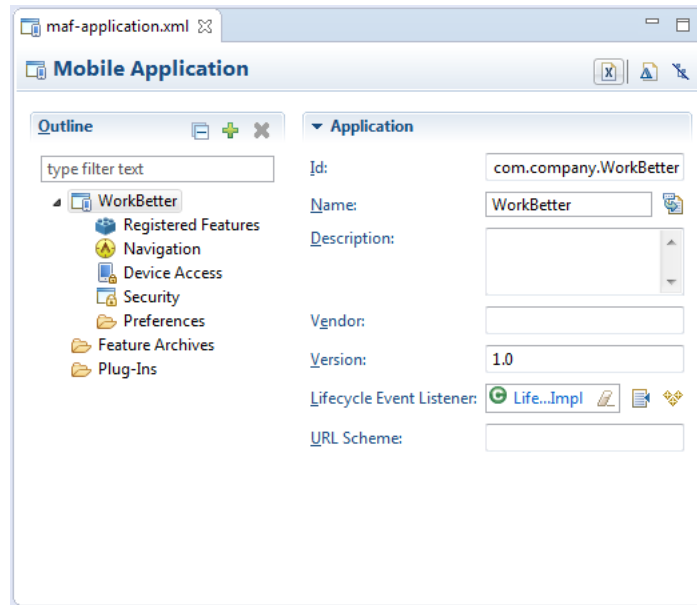 maf-application.xml
Mobile Application
Outline
type filter text
WorkBetter
Registered Features
Navigation
Device Access
Security
Preferences
Feature Archives
Plug-Ins
Application
Id: com.company.WorkBetter
Name: WorkBetter
Description:
Vendor:
Version: 1.0
Lifecycle Event Listener: C Life...Impl
URL Scheme: